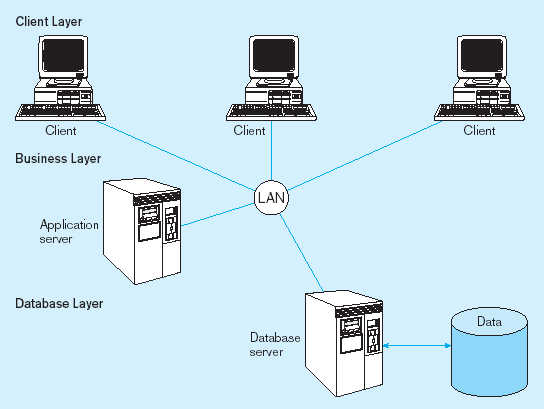 Client Layer
Client
Client
Client
Business Layer
LAN
Application
server
Database Layer
Database
server
Data